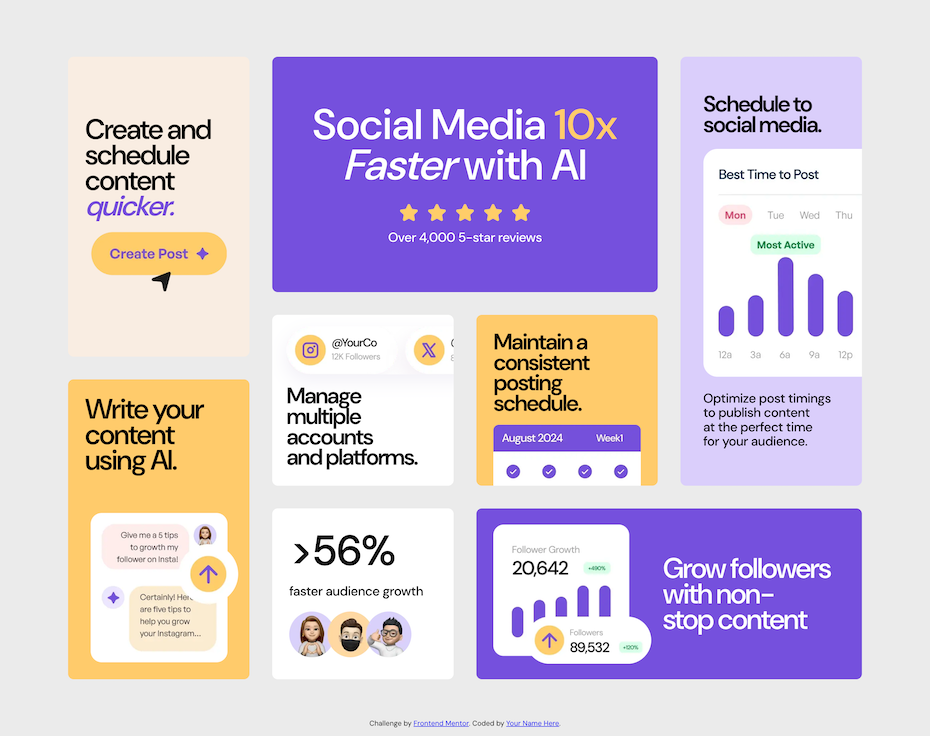 Create and
schedule
content
quicker.
Create Post
Social Media 10x
Faster with AI
Over 4,000 5-star reviews
Schedule to
social media.
Best Time to Post
Mon Tue Wed Thu
Most Active
12a 3a 6a 9a 12p
Optimize post timings
to publish content
at the perfect time
for your audience.
@YourCo
12K Followers
Manage
multiple
accounts
and platforms.
Maintain a
consistent
posting
schedule.
August 2024 Week1
Write your
content
using AI.
Give me a 5 tips
to growth my
follower on Insta!
Certainly! Here
are five tips to
help you grow
your Instagram...
>56%
faster audience growth
Follower Growth
20,642 +490%
Followers
89,532 +120%
Grow followers
with non-
stop content
Challenge by Frontend Mentor. Coded by Your Name Here.